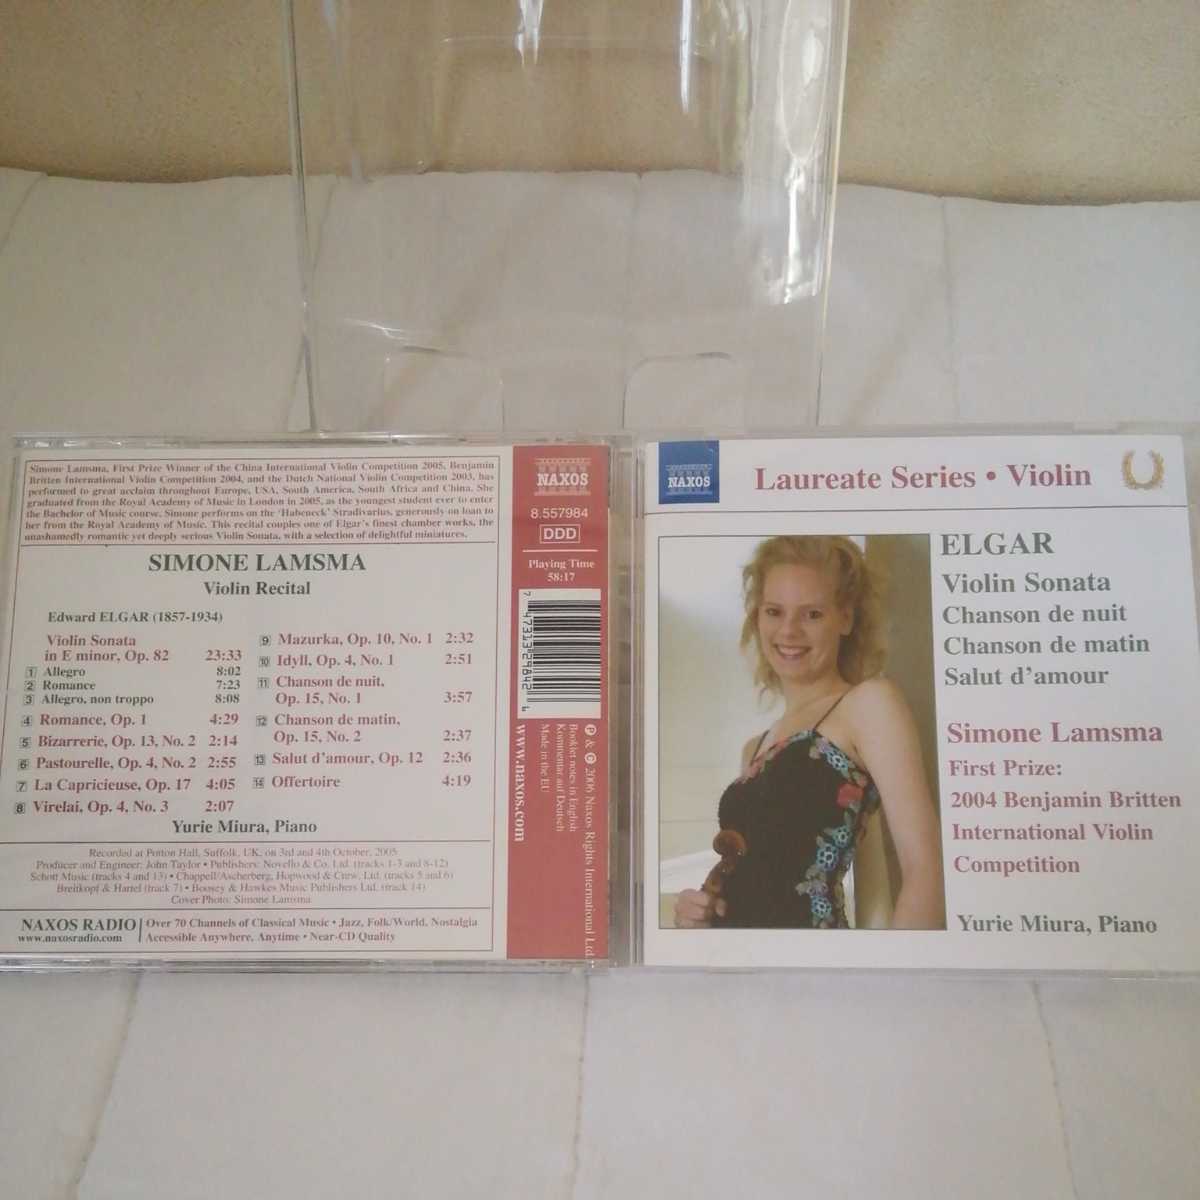 Simone Lamsma, First Prize Winner of the China International Violin Competition 2005, Benjamin
Britten International Violin Competition 2004, and the Dutch National Violin Competition 2003, has
performed to great acclaim throughout Europe, USA, South America, South Africa and China. She
graduated from the Royal Academy of Music in London in 2005, as the youngest student ever to enter
the Bachelor of Music course. Simone performs on the 'Habeneck' Stradivarius, generously on loan to
her from the Royal Academy of Music. This recital couples one of Elgar's finest chamber works, the
unashamedly romantic yet deeply serious Violin Sonata, with a selection of delightful miniatures.
SIMONE LAMSMA
Violin Recital
Edward ELGAR (1857-1934)
Violin Sonata
in E minor, Op. 82 23:33
1 Allegro 8:02
2 Romance 7:23
3 Allegro, non troppo 8:08
4 Romance, Op. 1 4:29
5 Bizarrerie, Op. 13, No. 2 2:14
6 Pastourelle, Op. 4, No. 2 2:55
7 La Capricieuse, Op. 17 4:05
8 Virelai, Op. 4, No. 3 2:07
9 Mazurka, Op. 10, No. 1 2:32
10 Idyll, Op. 4, No. 1 2:51
11 Chanson de nuit,
Op. 15, No. 1 3:57
12 Chanson de matin,
Op. 15, No. 2 2:37
13 Salut d'amour, Op. 12 2:36
14 Offertoire 4:19
Yurie Miura, Piano
Recorded at Potton Hall, Suffolk, UK, on 3rd and 4th October, 2005
Producer and Engineer: John Taylor • Publishers: Novello & Co. Ltd. (tracks 1-3 and 8-12)
Schott Music (tracks 4 and 13) • Chappell/Ascherberg, Hopwood & Crew, Ltd. (tracks 5 and 6)
Breitkopf & Härtel (track 7) • Boosey & Hawkes Music Publishers Ltd. (track 14)
Cover Photo: Simone Lamsma
NAXOS RADIO
www.naxosradio.com
Over 70 Channels of Classical Music • Jazz, Folk/World, Nostalgia
Accessible Anywhere, Anytime • Near-CD Quality
NAXOS
8.557984
DDD
Playing Time
58:17
7 47313 29842 6
℗ & © 2006 Naxos Rights International Ltd.
Booklet notes in English
Kommentar auf Deutsch
Made in the EU
www.naxos.com
NAXOS
Laureate Series • Violin
ELGAR
Violin Sonata
Chanson de nuit
Chanson de matin
Salut d'amour
Simone Lamsma
First Prize:
2004 Benjamin Britten
International Violin
Competition
Yurie Miura, Piano